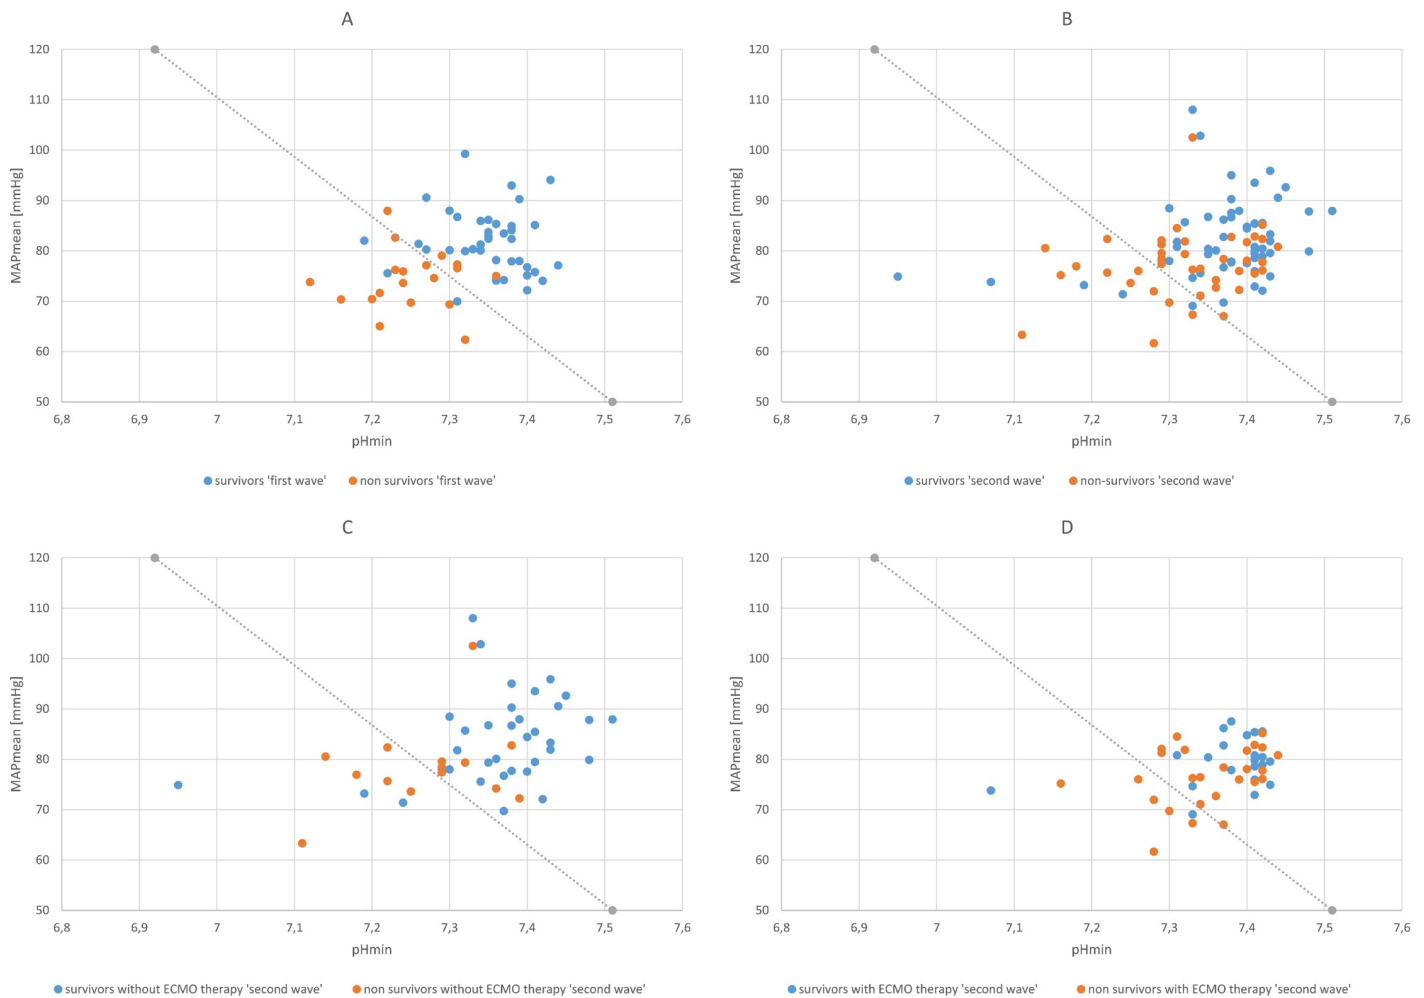 A
120
110
100
90
80
70
60
50
MAPmean [mmHg]
6,8 6,9 7 7,1 7,2 7,3 7,4 7,5 7,6
pHmin
survivors 'first wave' non survivors 'first wave'
B
120
110
100
90
80
70
60
50
MAPmean [mmHg]
6,8 6,9 7 7,1 7,2 7,3 7,4 7,5 7,6
pHmin
survivors 'second wave' non-survivors 'second wave'
C
120
110
100
90
80
70
60
50
MAPmean [mmHg]
6,8 6,9 7 7,1 7,2 7,3 7,4 7,5 7,6
pHmin
survivors without ECMO therapy 'second wave' non survivors without ECMO therapy 'second wave'
D
120
110
100
90
80
70
60
50
MAPmean [mmHg]
6,8 6,9 7 7,1 7,2 7,3 7,4 7,5 7,6
pHmin
survivors with ECMO therapy 'second wave' non survivors with ECMO therapy 'second wave'